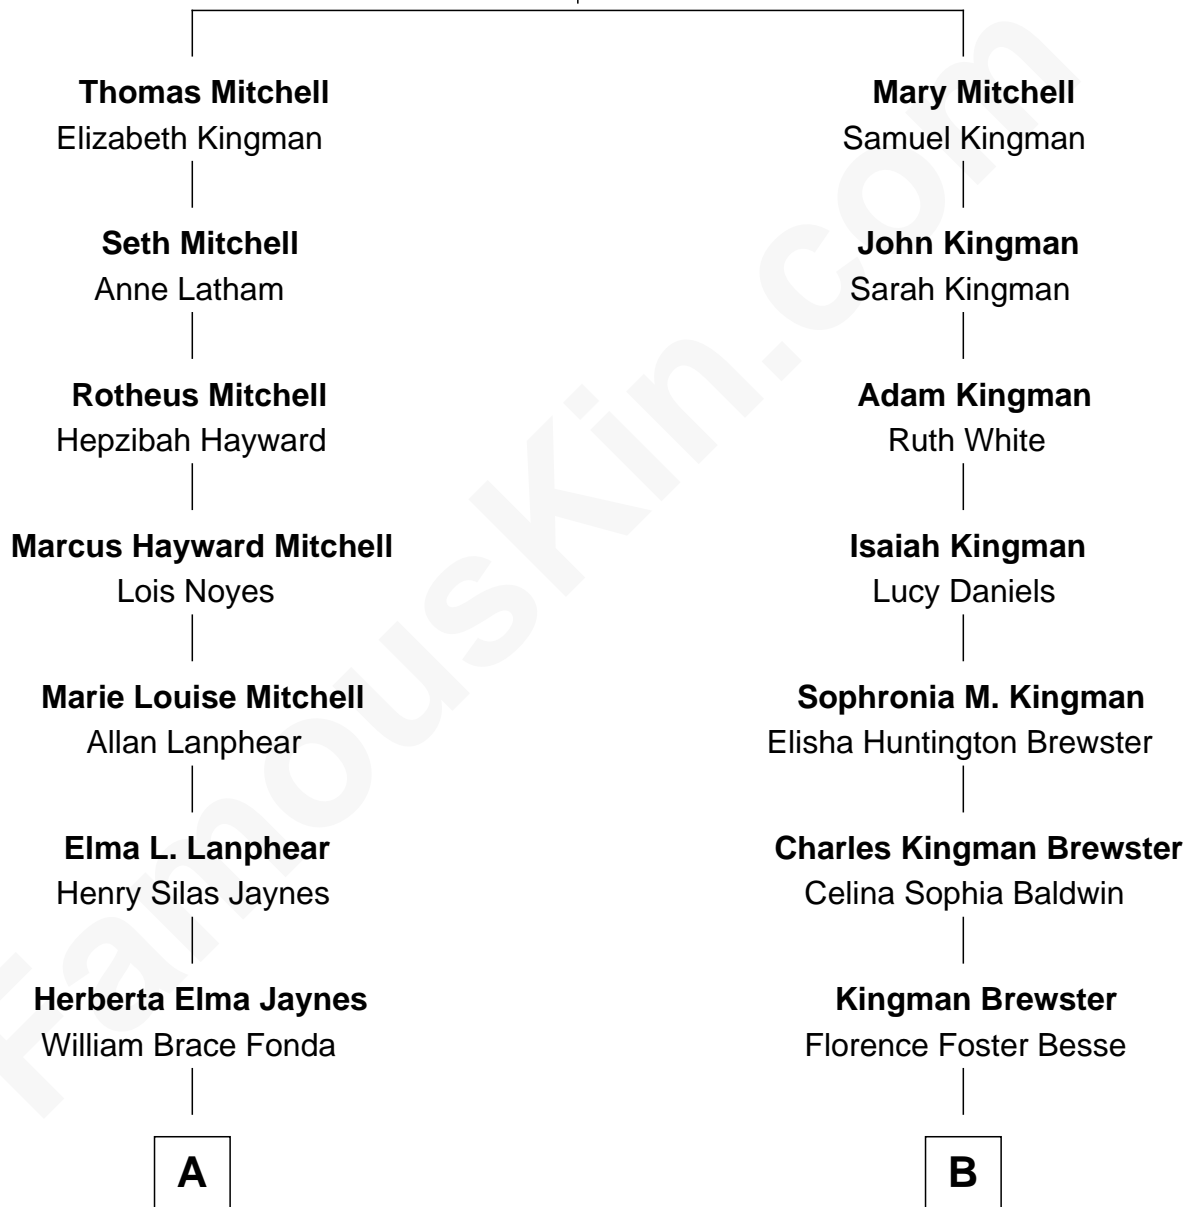 Thomas Mitchell
Elizabeth Kingman
Seth Mitchell
Anne Latham
Rotheus Mitchell
Hepzibah Hayward
Marcus Hayward Mitchell
Lois Noyes
Marie Louise Mitchell
Allan Lanphear
Elma L. Lanphear
Henry Silas Jaynes
Herberta Elma Jaynes
William Brace Fonda
A
Mary Mitchell
Samuel Kingman
John Kingman
Sarah Kingman
Adam Kingman
Ruth White
Isaiah Kingman
Lucy Daniels
Sophronia M. Kingman
Elisha Huntington Brewster
Charles Kingman Brewster
Celina Sophia Baldwin
Kingman Brewster
Florence Foster Besse
B
FamousKin.com